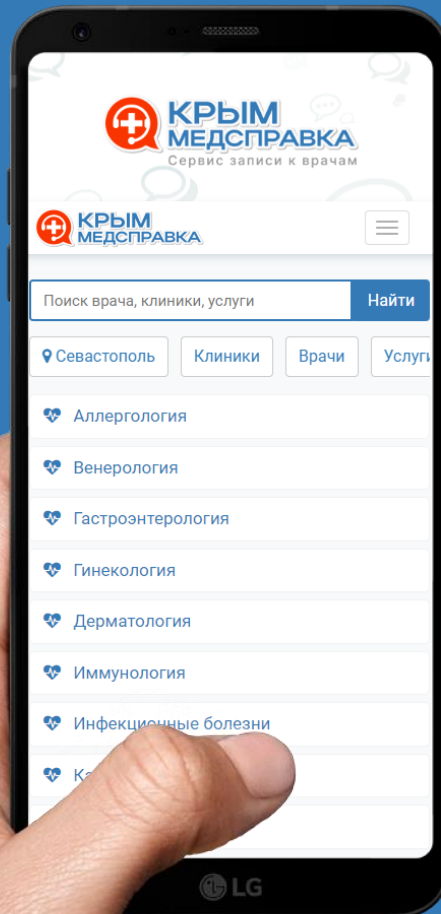 КРЫМ
МЕДСПРАВКА
Сервис записи к врачам
КРЫМ
МЕДСПРАВКА
Поиск врача, клиники, услуги Найти
Севастополь Клиники Врачи Услуги
Аллергология
Венерология
Гастроэнтерология
Гинекология
Дерматология
Иммунология
Инфекционные болезни
LG